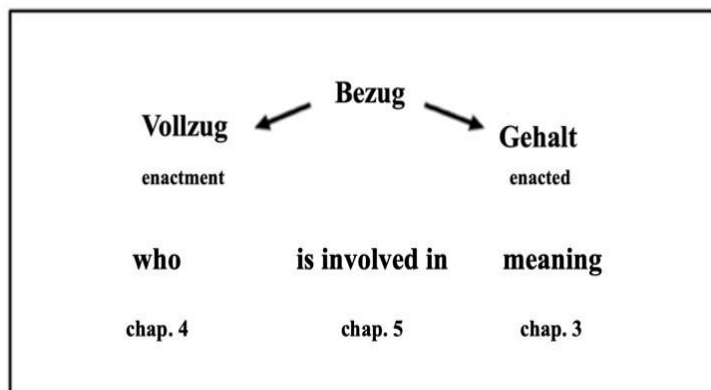 Bezug
Vollzug
Gehalt
enactment enacted
who is involved in meaning
chap. 4 chap. 5 chap. 3